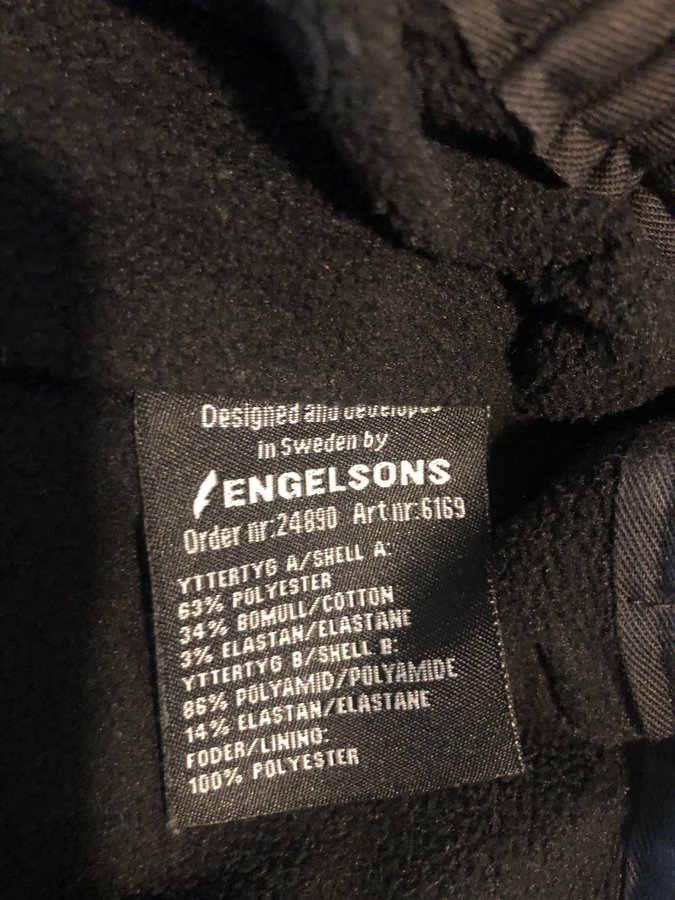 Designed and developed
in Sweden by
ENGELSONS
Order nr:24890 Art nr:6169
YTTERTYG A/SHELL A:
63% POLYESTER
34% BOMULL/COTTON
3% ELASTAN/ELASTANE
YTTERTYG B/SHELL B:
86% POLYAMID/POLYAMIDE
14% ELASTAN/ELASTANE
FODER/LINING:
100% POLYESTER